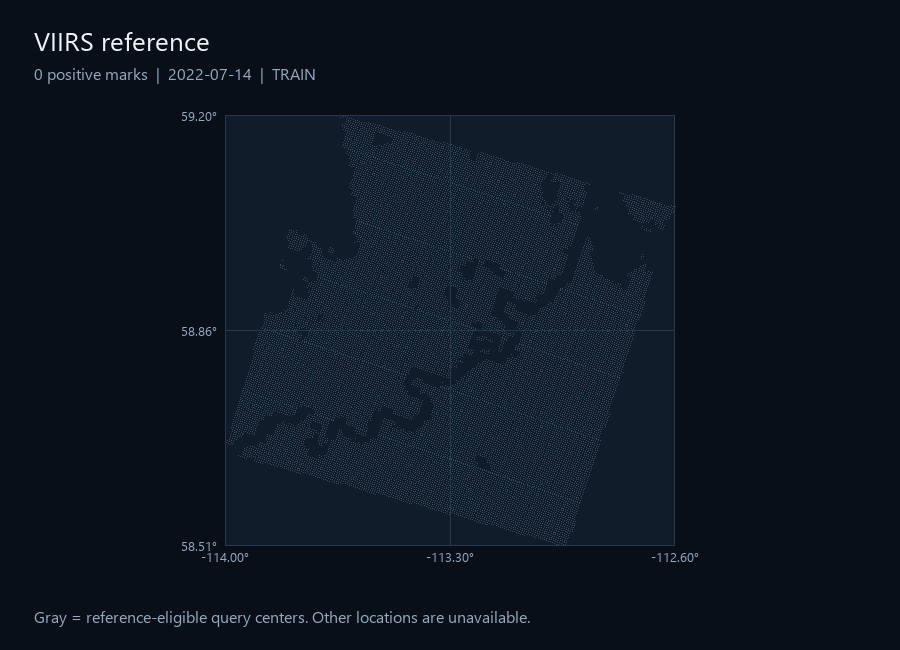 VIIRS reference
0 positive marks | 2022-07-14 | TRAIN
59.20°
58.86°
58.51°
-114.00°
-113.30°
-112.60°
Gray = reference-eligible query centers. Other locations are unavailable.